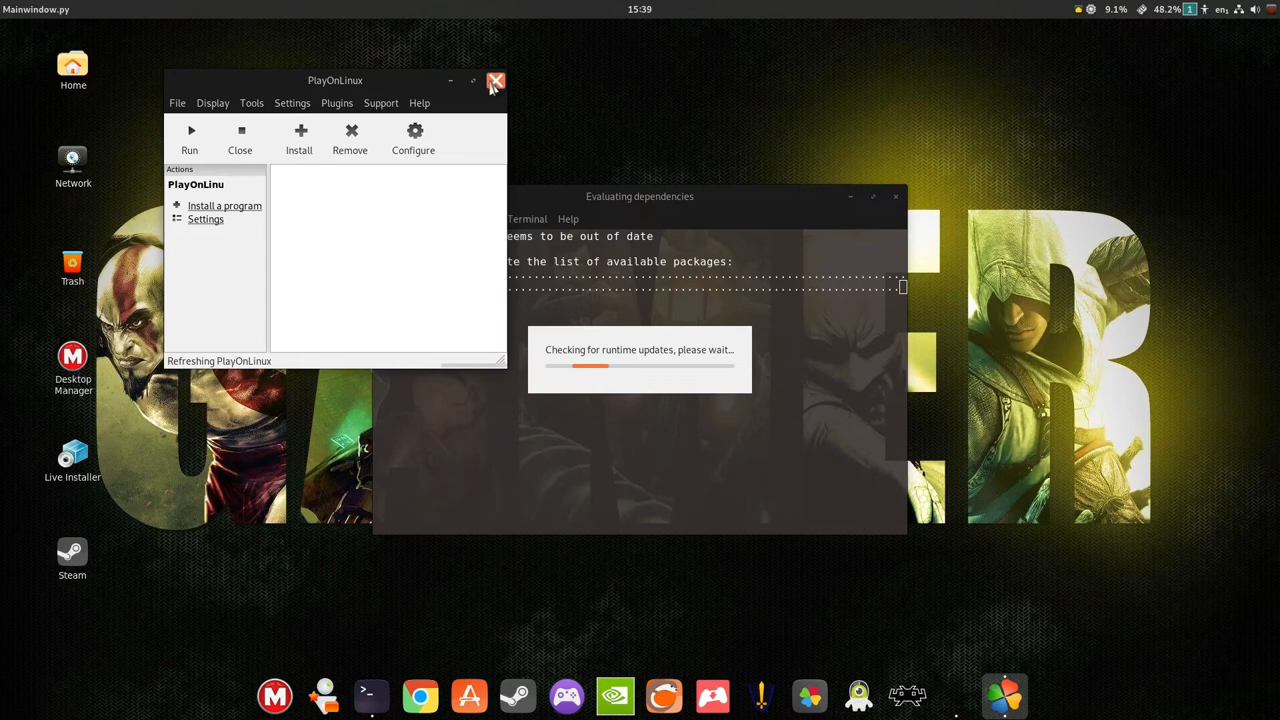 Mainwindow.py
15:39
9.1%
48.2%
1
en₁
Home
Network
Trash
Desktop
Manager
Live Installer
Steam
PlayOnLinux
File Display Tools Settings Plugins Support Help
Run Close Install Remove Configure
Actions
PlayOnLinu
Install a program
Settings
Refreshing PlayOnLinux
Evaluating dependencies
Terminal Help
eems to be out of date
te the list of available packages:
Checking for runtime updates, please wait...